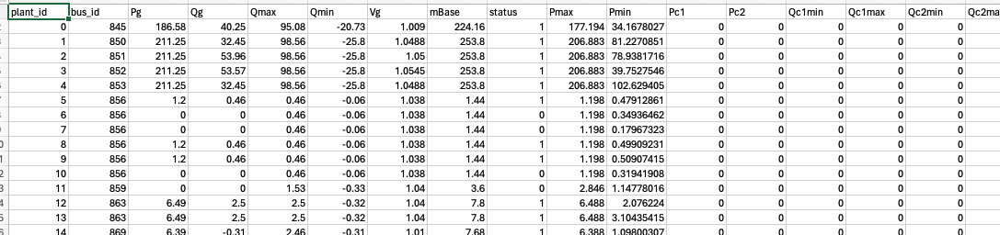 plant_id bus_id Pg Qg Qmax Qmin Vg mBase status Pmax Pmin Pc1 Pc2 Qc1min Qc1max Qc2min Qc2ma
0 845 186.58 40.25 95.08 -20.73 1.009 224.16 1 177.194 34.1678027 0 0 0 0 0
1 850 211.25 32.45 98.56 -25.8 1.0488 253.8 1 206.883 81.2270851 0 0 0 0 0
2 851 211.25 53.96 98.56 -25.8 1.05 253.8 1 206.883 78.9381716 0 0 0 0 0
3 852 211.25 53.57 98.56 -25.8 1.0545 253.8 1 206.883 39.7527546 0 0 0 0 0
4 853 211.25 32.45 98.56 -25.8 1.0488 253.8 1 206.883 102.629405 0 0 0 0 0
5 856 1.2 0.46 0.46 -0.06 1.038 1.44 1 1.198 0.47912861 0 0 0 0 0
6 856 0 0 0.46 -0.06 1.038 1.44 0 1.198 0.34936462 0 0 0 0 0
7 856 0 0 0.46 -0.06 1.038 1.44 0 1.198 0.17967323 0 0 0 0 0
8 856 1.2 0.46 0.46 -0.06 1.038 1.44 1 1.198 0.49909231 0 0 0 0 0
9 856 1.2 0.46 0.46 -0.06 1.038 1.44 1 1.198 0.50907415 0 0 0 0 0
10 856 0 0 0.46 -0.06 1.038 1.44 0 1.198 0.31941908 0 0 0 0 0
11 859 0 0 1.53 -0.33 1.04 3.6 0 2.846 1.14778016 0 0 0 0 0
12 863 6.49 2.5 2.5 -0.32 1.04 7.8 1 6.488 2.076224 0 0 0 0 0
13 863 6.49 2.5 2.5 -0.32 1.04 7.8 1 6.488 3.10435415 0 0 0 0 0
14 869 6.39 -0.31 2.46 -0.31 1.01 7.68 1 6.388 1.09800307 0 0 0 0 0